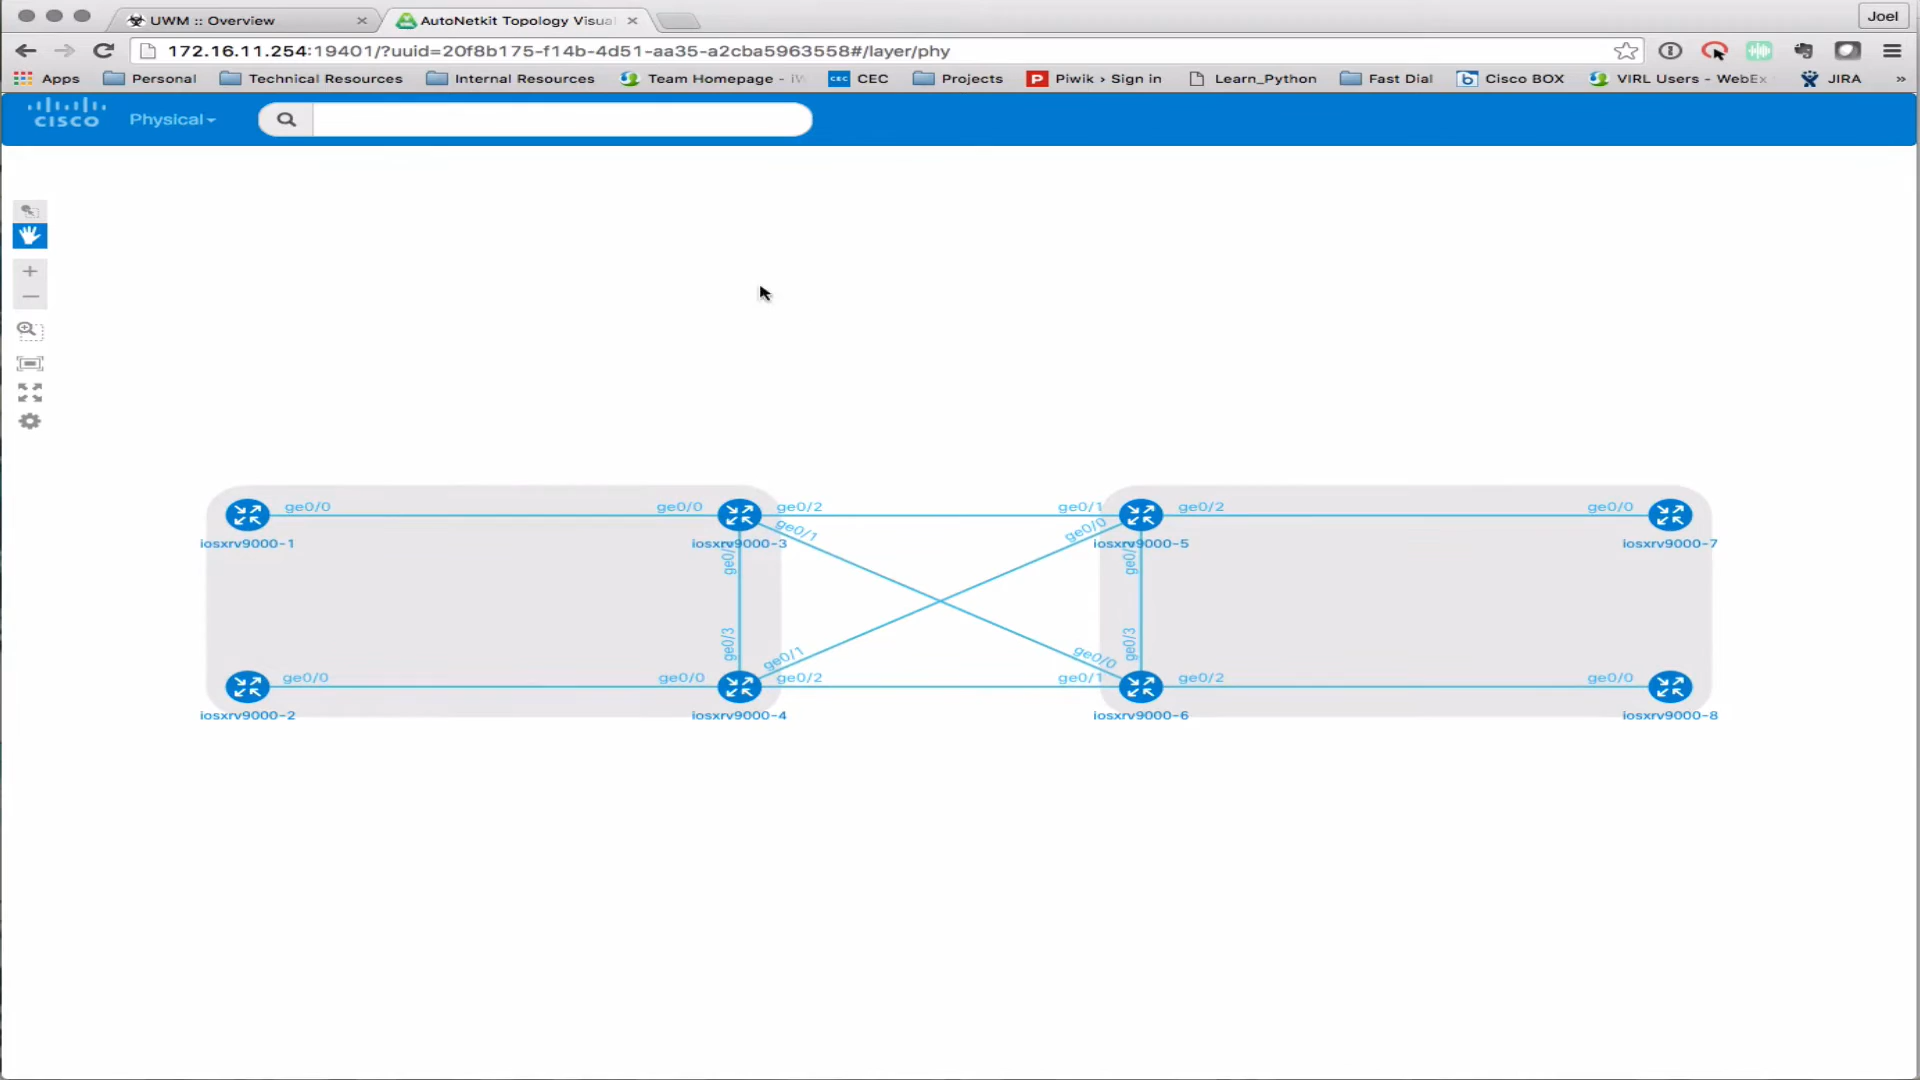 UWM :: Overview
AutoNetkit Topology Visua
Joel
172.16.11.254:19401/?uuid=20f8b175-f14b-4d51-aa35-a2cba5963558#/layer/phy
Apps Personal Technical Resources Internal Resources Team Homepage - iW CEC CEC Projects P Piwik › Sign in Learn_Python Fast Dial b Cisco BOX VIRL Users - WebEx JIRA »
CISCO Physical
ge0/0 ge0/0 ge0/2 ge0/1 ge0/2 ge0/0
ge0/1 ge0/0
iosxrv9000-1 iosxrv9000-3 iosxrv9000-5 iosxrv9000-7
ge0/ ge0/
ge0/3 ge0/3
ge0/1 ge0/0
ge0/0 ge0/0 ge0/2 ge0/1 ge0/2 ge0/0
iosxrv9000-2 iosxrv9000-4 iosxrv9000-6 iosxrv9000-8